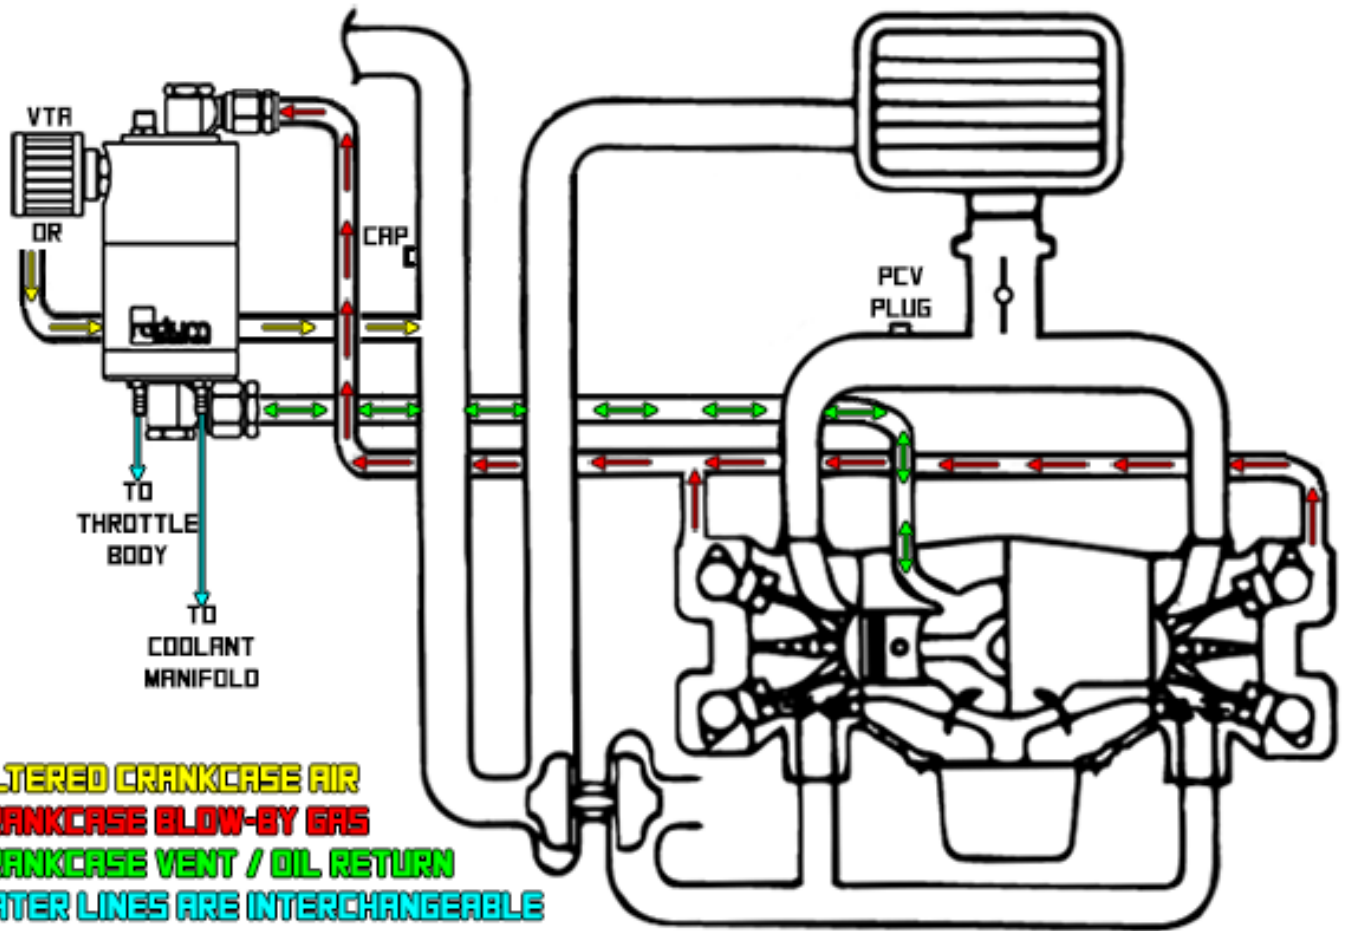 VTA
OR
CAP
PCV
PLUG
radium
TO
THROTTLE
BODY
TO
COOLANT
MANIFOLD
LTERED CRANKCASE AIR
RANKCASE BLOW-BY GAS
RANKCASE VENT / OIL RETURN
ATER LINES ARE INTERCHANGEABLE